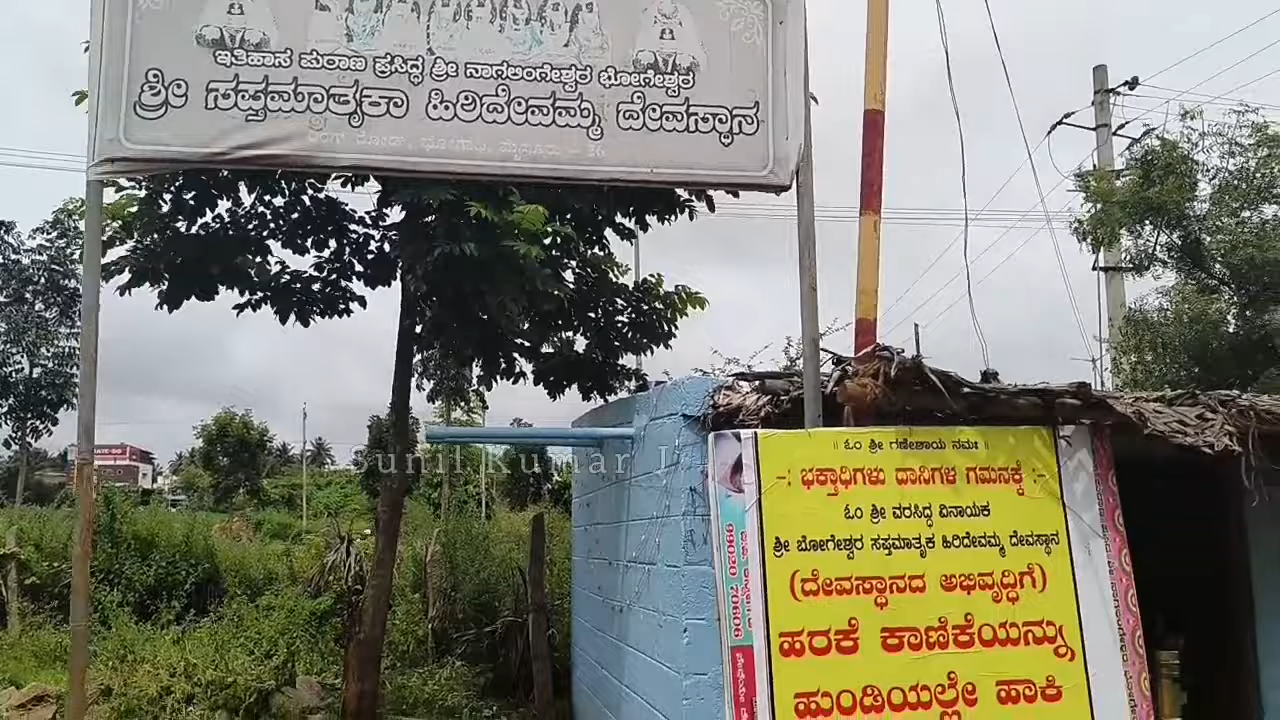 ಇತಿಹಾಸ ಪುರಾಣ ಪ್ರಸಿದ್ಧ ಶ್ರೀ ನಾಗಲಿಂಗೇಶ್ವರ ಭೋಗೇಶ್ವರ
ಶ್ರೀ ಸಪ್ತಮಾತೃಕಾ ಹಿರಿದೇವಮ್ಮ ದೇವಸ್ಥಾನ
ರಿಂಗ್ ರೋಡ್, ಭೋಗಾದಿ, ಮೈಸೂರು - 26
Sunil Kumar J
॥ ಓಂ ಶ್ರೀ ಗಣೇಶಾಯ ನಮಃ ॥
-: ಭಕ್ತಾಧಿಗಳು ದಾನಿಗಳ ಗಮನಕ್ಕೆ :-
ಓಂ ಶ್ರೀ ವರಸಿದ್ಧ ವಿನಾಯಕ
ಶ್ರೀ ಬೋಗೇಶ್ವರ ಸಪ್ತಮಾತೃಕ ಹಿರಿದೇವಮ್ಮ ದೇವಸ್ಥಾನ
(ದೇವಸ್ಥಾನದ ಅಭಿವೃದ್ಧಿಗೆ)
ಹರಕೆ ಕಾಣಿಕೆಯನ್ನು
ಹುಂಡಿಯಲ್ಲೇ ಹಾಕಿ